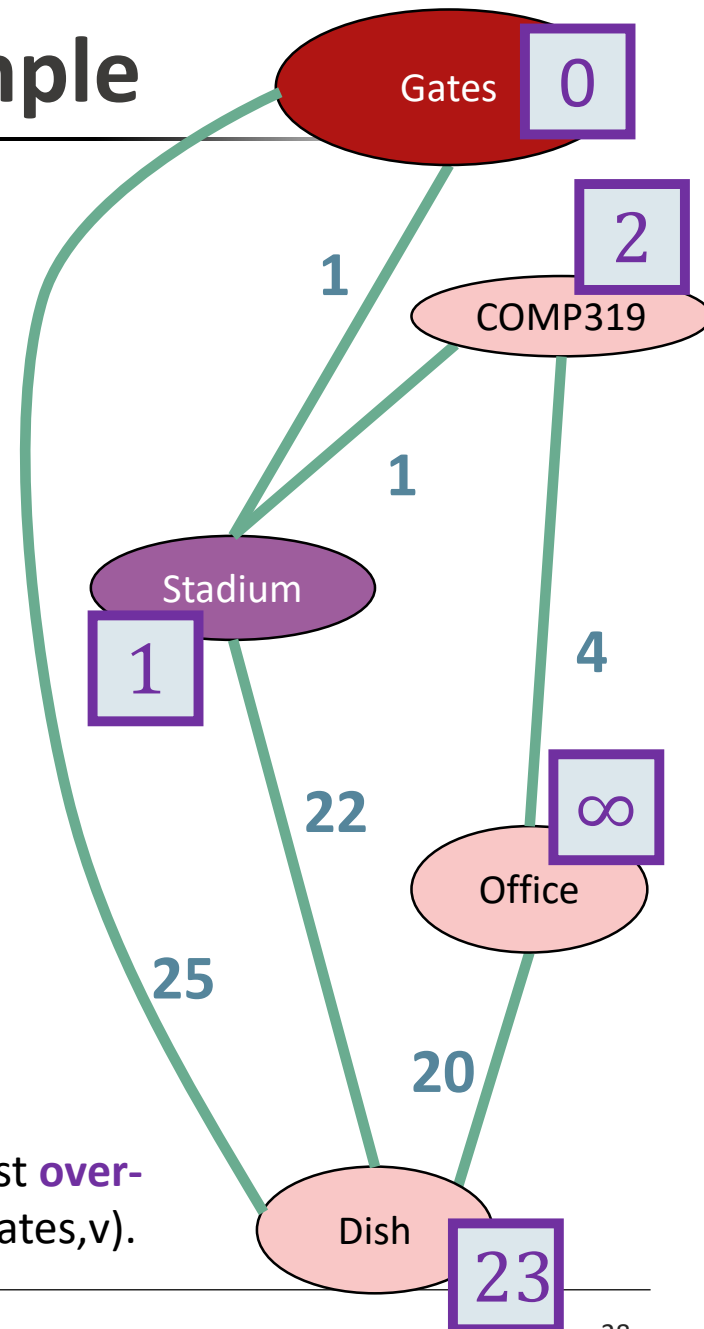 mple
Gates
0
2
COMP319
1
1
Stadium
1
4
22
∞
Office
25
20
st over-
ates,v).
Dish
23